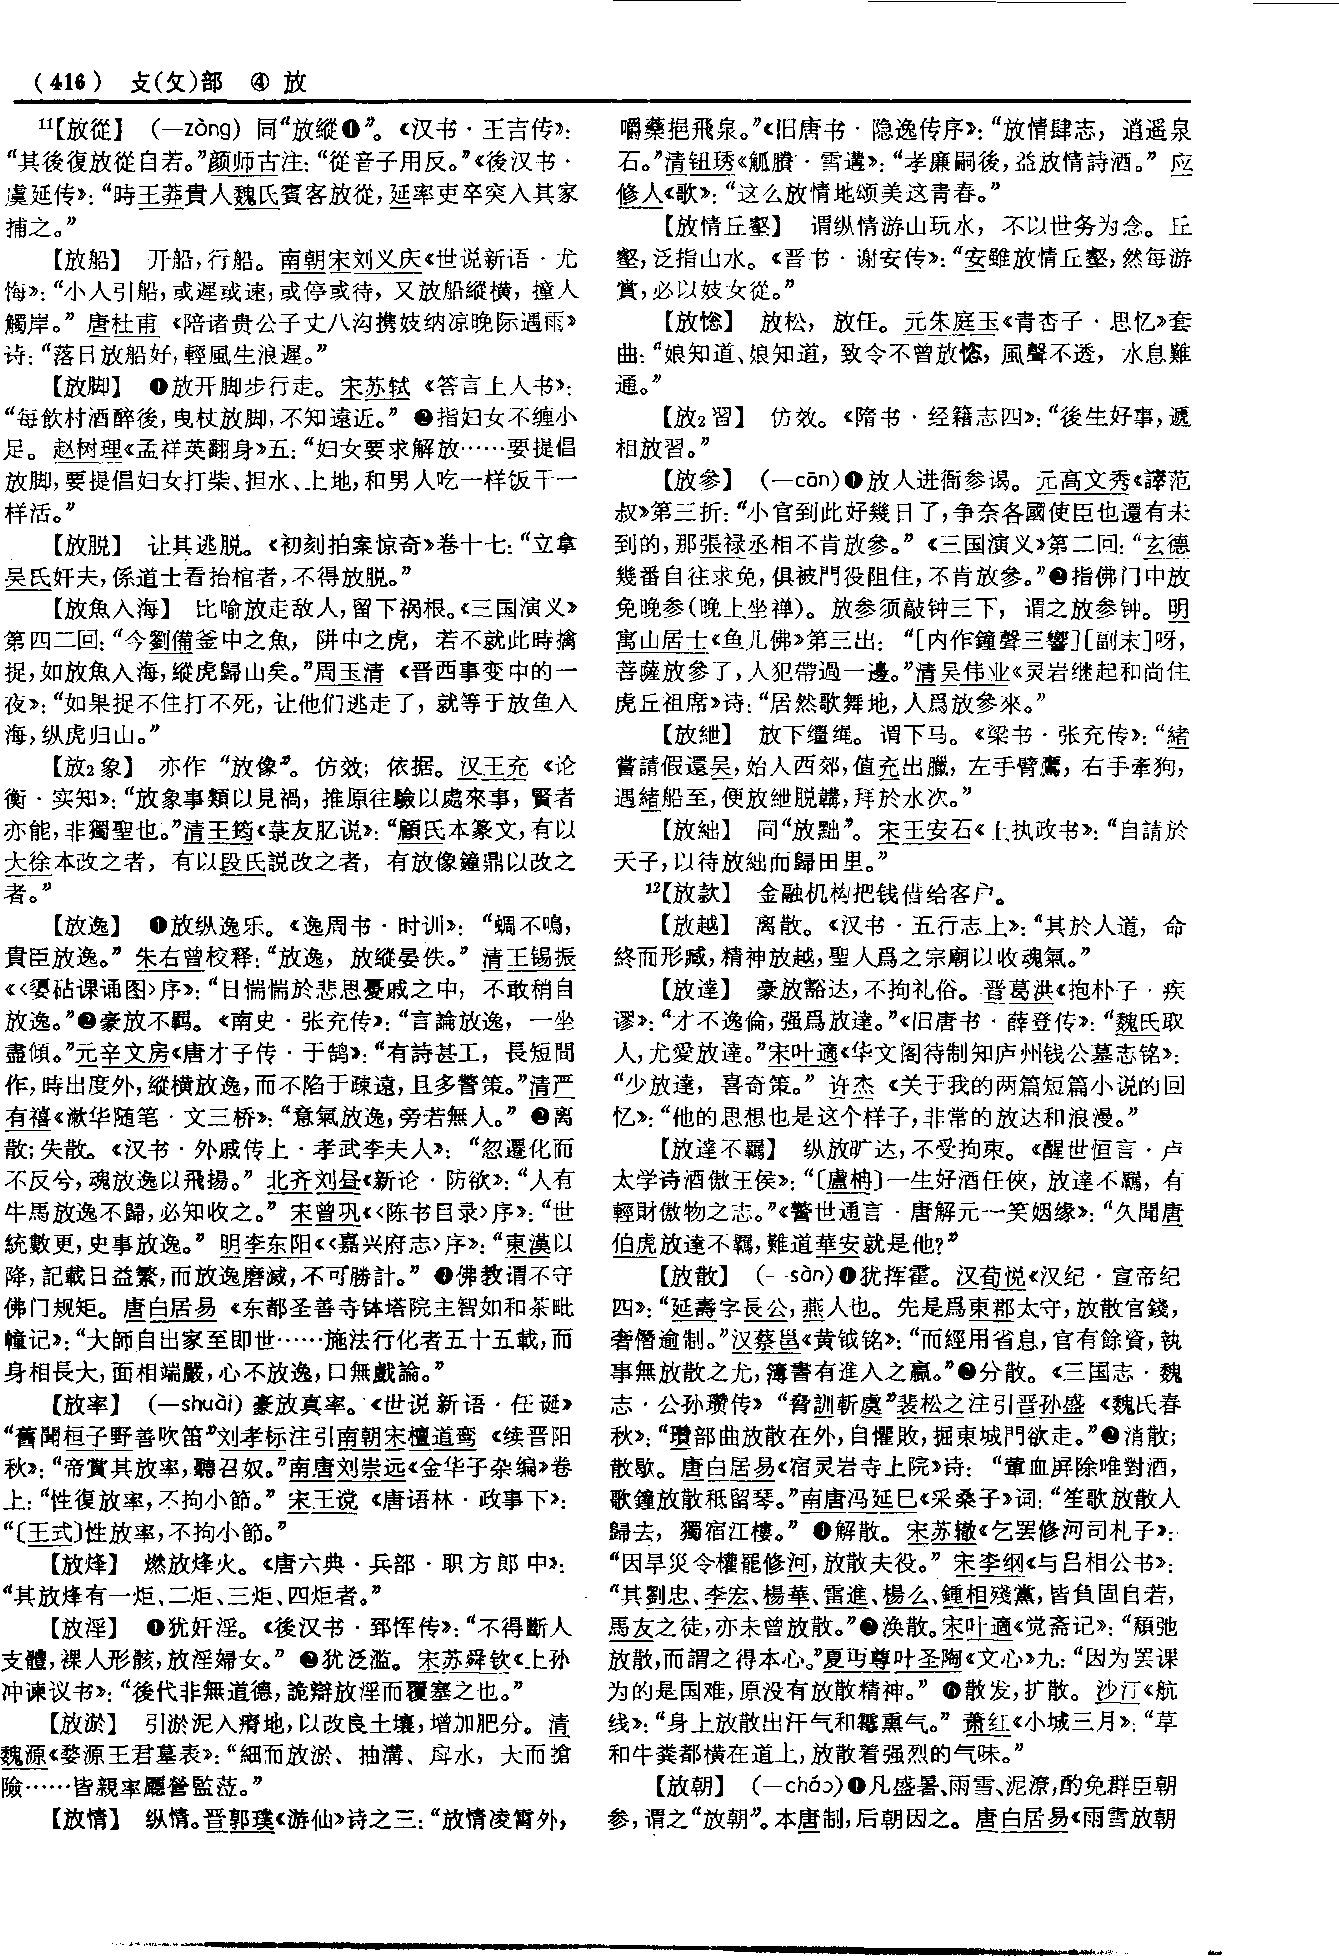 (416) 攴(攵)部 ④ 放
¹¹【放從】 (—zòng) 同“放縱❶”。《汉书·王吉传》:
“其後復放從自若。”颜师古注:“從音子用反。”《後汉书·
虞延传》:“時王莽貴人魏氏賓客放從,延率吏卒突入其家
捕之。”
【放船】 开船,行船。南朝宋刘义庆《世说新语·尤
悔》:“小人引船,或遲或速,或停或待,又放船縱橫,撞人
觸岸。” 唐杜甫《陪诸贵公子丈八沟携妓纳凉晚际遇雨》
诗:“落日放船好,輕風生浪遲。”
【放脚】 ❶放开脚步行走。宋苏轼《答言上人书》:
“每飲村酒醉後,曳杖放脚,不知遠近。” ❷指妇女不缠小
足。赵树理《孟祥英翻身》五:“妇女要求解放……要提倡
放脚,要提倡妇女打柴、担水、上地,和男人吃一样饭干一
样活。”
【放脱】 让其逃脱。《初刻拍案惊奇》卷十七:“立拿
吴氏奸夫,係道士看抬棺者,不得放脱。”
【放魚入海】 比喻放走敌人,留下祸根。《三国演义》
第四二回:“今劉備釜中之魚,阱中之虎,若不就此時擒
捉,如放魚入海,縱虎歸山矣。”周玉清《晋西事变中的一
夜》:“如果捉不住打不死,让他们逃走了,就等于放鱼入
海,纵虎归山。”
【放₂象】 亦作“放像”。仿效;依据。汉王充《论
衡·实知》:“放象事類以見禍,推原往驗以處來事,賢者
亦能,非獨聖也。”清王筠《菉友肊说》:“顧氏本篆文,有以
大徐本改之者,有以段氏説改之者,有放像鐘鼎以改之
者。”
【放逸】 ❶放纵逸乐。《逸周书·时训》:“蜩不鳴,
貴臣放逸。” 朱右曾校释:“放逸,放縱晏佚。” 清王锡振
《〈媭砧课诵图〉序》:“日惴惴於悲思憂戚之中,不敢稍自
放逸。”❷豪放不羁。《南史·张充传》:“言論放逸,一坐
盡傾。”元辛文房《唐才子传·于鹄》:“有詩甚工,長短間
作,時出度外,縱横放逸,而不陷于疎遠,且多警策。”清严
有禧《漱华随笔·文三桥》:“意氣放逸,旁若無人。” ❸离
散;失散。《汉书·外戚传上·孝武李夫人》:“忽遷化而
不反兮,魂放逸以飛揚。” 北齐刘昼《新论·防欲》:“人有
牛馬放逸不歸,必知收之。” 宋曾巩《〈陈书目录〉序》:“世
統數更,史事放逸。” 明李东阳《〈嘉兴府志〉序》:“東漢以
降,記載日益繁,而放逸磨滅,不可勝計。” ❹佛教谓不守
佛门规矩。唐白居易《东都圣善寺钵塔院主智如和茶毗
幢记》:“大師自出家至即世……施法行化者五十五載,而
身相長大,面相端嚴,心不放逸,口無戲論。”
【放率】 (—shuài) 豪放真率。《世说新语·任诞》
“舊聞桓子野善吹笛”刘孝标注引南朝宋檀道鸾《续晋阳
秋》:“帝賞其放率,聽召奴。”南唐刘崇远《金华子杂编》卷
上:“性復放率,不拘小節。” 宋王谠《唐语林·政事下》:
“〔王式〕性放率,不拘小節。”
【放烽】 燃放烽火。《唐六典·兵部·职方郎中》:
“其放烽有一炬、二炬、三炬、四炬者。”
【放淫】 ❶犹奸淫。《後汉书·郅恽传》:“不得斷人
支體,裸人形骸,放淫婦女。” ❷犹泛滥。宋苏舜钦《上孙
冲谏议书》:“後代非無道德,詭辯放淫而覆塞之也。”
【放淤】 引淤泥入瘠地,以改良土壤,增加肥分。清
魏源《婺源王君墓表》:“細而放淤、抽溝、戽水,大而搶
險……皆親率廳營監蒞。”
【放情】 纵情。晋郭璞《游仙》诗之三:“放情凌霄外,
嚼蘂挹飛泉。”《旧唐书·隐逸传序》:“放情肆志,逍遥泉
石。”清钮琇《觚賸·雪遘》:“孝廉嗣後,益放情詩酒。” 应
修人《歌》:“这么放情地颂美这青春。”
【放情丘壑】 谓纵情游山玩水,不以世务为念。丘
壑,泛指山水。《晋书·谢安传》:“安雖放情丘壑,然每游
賞,必以妓女從。”
【放惗】 放松,放任。元朱庭玉《青杏子·思忆》套
曲:“娘知道、娘知道,致令不曾放惗,風聲不透,水息難
通。”
【放₂習】 仿效。《隋书·经籍志四》:“後生好事,遞
相放習。”
【放參】 (—cān)❶放人进衙参谒。元高文秀《谇范
叔》第三折:“小官到此好幾日了,争奈各國使臣也還有未
到的,那張禄丞相不肯放參。” 《三国演义》第二回:“玄德
幾番自往求免,俱被門役阻住,不肯放參。”❷指佛门中放
免晚参(晚上坐禅)。放参须敲钟三下,谓之放参钟。明
寓山居士《鱼儿佛》第三出:“[内作鐘聲三響][副末]呀,
菩薩放參了,人犯帶過一邊。”清吴伟业《灵岩继起和尚住
虎丘祖席》诗:“居然歌舞地,人爲放參來。”
【放紲】 放下缰绳。谓下马。《梁书·张充传》:“緒
嘗請假還吴,始入西郊,值充出臘,左手臂鷹,右手牽狗,
遇緒船至,便放紲脱韝,拜於水次。”
【放絀】 同“放黜”。宋王安石《上执政书》:“自請於
天子,以待放絀而歸田里。”
¹²【放款】 金融机构把钱借给客户。
【放越】 离散。《汉书·五行志上》:“其於人道,命
終而形臧,精神放越,聖人爲之宗廟以收魂氣。”
【放達】 豪放豁达,不拘礼俗。晋葛洪《抱朴子·疾
谬》:“才不逸倫,强爲放達。”《旧唐书·薛登传》:“魏氏取
人,尤愛放達。”宋叶適《华文阁待制知庐州钱公墓志铭》:
“少放達,喜奇策。” 许杰《关于我的两篇短篇小说的回
忆》:“他的思想也是这个样子,非常的放达和浪漫。”
【放達不羈】 纵放旷达,不受拘束。《醒世恒言·卢
太学诗酒傲王侯》:“〔盧柟〕一生好酒任俠,放達不羈,有
輕財傲物之志。”《警世通言·唐解元一笑姻缘》:“久聞唐
伯虎放達不羈,難道華安就是他?”
【放散】 (—sàn)❶犹挥霍。汉荀悦《汉纪·宣帝纪
四》:“延壽字長公,燕人也。先是爲東郡太守,放散官錢,
奢僭逾制。”汉蔡邕《黄钺铭》:“而經用省息,官有餘資,執
事無放散之尤,簿書有進入之贏。”❷分散。《三国志·魏
志·公孙瓒传》“脅訓斬虞”裴松之注引晋孙盛《魏氏春
秋》:“瓚部曲放散在外,自懼敗,掘東城門欲走。”❸消散;
散歇。唐白居易《宿灵岩寺上院》诗:“葷血屏除唯對酒,
歌鐘放散秖留琴。”南唐冯延巳《采桑子》词:“笙歌放散人
歸去,獨宿江樓。” ❹解散。宋苏辙《乞罢修河司札子》:
“因旱災令權罷修河,放散夫役。” 宋李纲《与吕相公书》:
“其劉忠、李宏、楊華、雷進、楊么、鍾相殘黨,皆負固自若,
馬友之徒,亦未曾放散。”❺涣散。宋叶適《觉斋记》:“頽弛
放散,而謂之得本心。”夏丏尊叶圣陶《文心》九:“因为罢课
为的是国难,原没有放散精神。” ❻散发,扩散。沙汀《航
线》:“身上放散出汗气和霉熏气。” 萧红《小城三月》:“草
和牛粪都横在道上,放散着强烈的气味。”
【放朝】 (—cháo)❶凡盛暑、雨雪、泥潦,酌免群臣朝
参,谓之“放朝”。本唐制,后朝因之。唐白居易《雨雪放朝